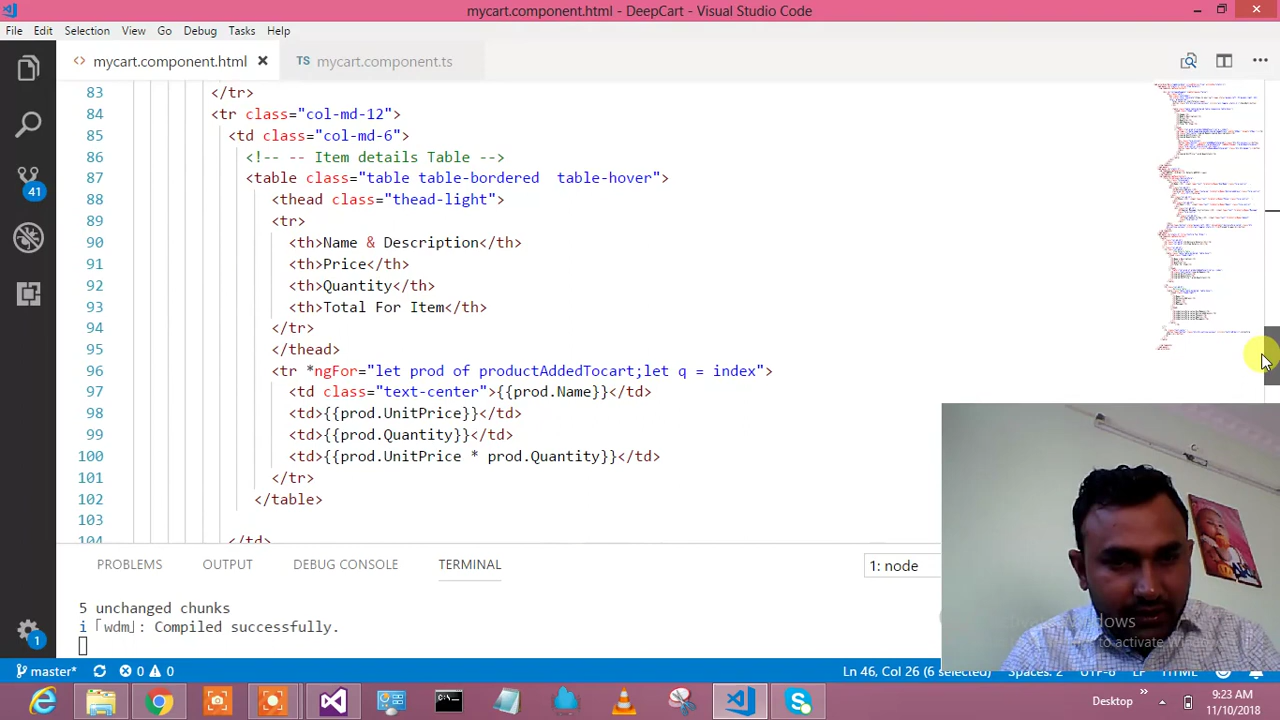 mycart.component.html - DeepCart - Visual Studio Code
File Edit Selection View Debug Tasks Help
mycart.component.html
TS mycart.component.ts
83 </tr>
84 <tr class="col-md-12">
85 <td class="col-md-6">
86 <!-- -- Item details Table -->
87 <table class="table table-bordered table-hover">
88 <thead class="thead-light">
89 <tr>
90 <th>Name & Description</th>
91 <th>Price</th>
92 <th>Quantity</th>
93 <th>Total For Item</th>
94 </tr>
95 </thead>
96 <tr *ngFor="let prod of productAddedTocart;let q = index">
97 <td class="text-center">{{prod.Name}}</td>
98 <td>{{prod.UnitPrice}}</td>
99 <td>{{prod.Quantity}}</td>
100 <td>{{prod.UnitPrice * prod.Quantity}}</td>
101 </tr>
102 </table>
103
104 </td>
41
PROBLEMS OUTPUT DEBUG CONSOLE TERMINAL
1: node
5 unchanged chunks
i 「wdm」: Compiled successfully.
1
master* 0 0
Ln 46, Col 26 (6 selected) Spaces: 2 UTF-8 LF HTML
Desktop
9:23 AM
11/10/2018